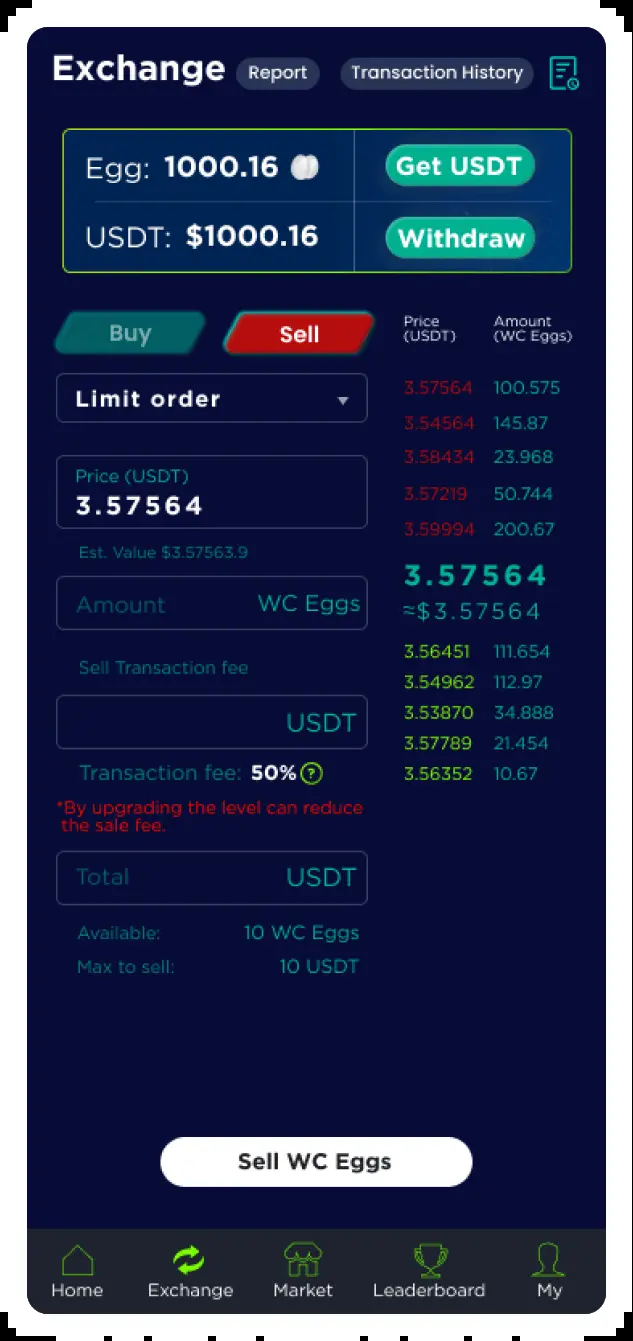 Exchange Report Transaction History
Egg: 1000.16 Get USDT
USDT: $1000.16 Withdraw
Buy Sell
Limit order
Price (USDT)
3.57564
Est. Value $3.57563.9
Amount WC Eggs
Sell Transaction fee
USDT
Transaction fee: 50% ?
*By upgrading the level can reduce
the sale fee.
Total USDT
Available: 10 WC Eggs
Max to sell: 10 USDT
Price Amount
(USDT) (WC Eggs)
3.57564 100.575
3.54564 145.87
3.58434 23.968
3.57219 50.744
3.59994 200.67
3.57564
≈$3.57564
3.56451 111.654
3.54962 112.97
3.53870 34.888
3.57789 21.454
3.56352 10.67
Sell WC Eggs
Home Exchange Market Leaderboard My